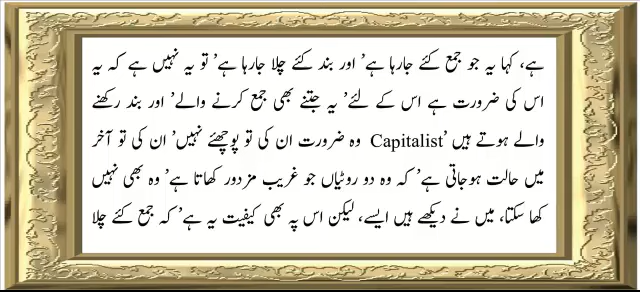 ہے، کہا یہ جو جمع کئے جارہا ہے’ اور بند کئے چلا جارہا ہے’ تو یہ نہیں ہے کہ یہ
اس کی ضرورت ہے اس کے لئے’ یہ جتنے بھی جمع کرنے والے’ اور بند رکھنے
والے ہوتے ہیں ’Capitalist وہ ضرورت ان کی تو پوچھئے نہیں’ ان کی تو آخر
میں حالت ہوجاتی ہے’ کہ وہ دو روٹیاں جو غریب مزدور کھاتا ہے’ وہ بھی نہیں
کھا سکتا، میں نے دیکھے ہیں ایسے، لیکن اس پہ بھی کیفیت یہ ہے’ کہ جمع کئے چلا